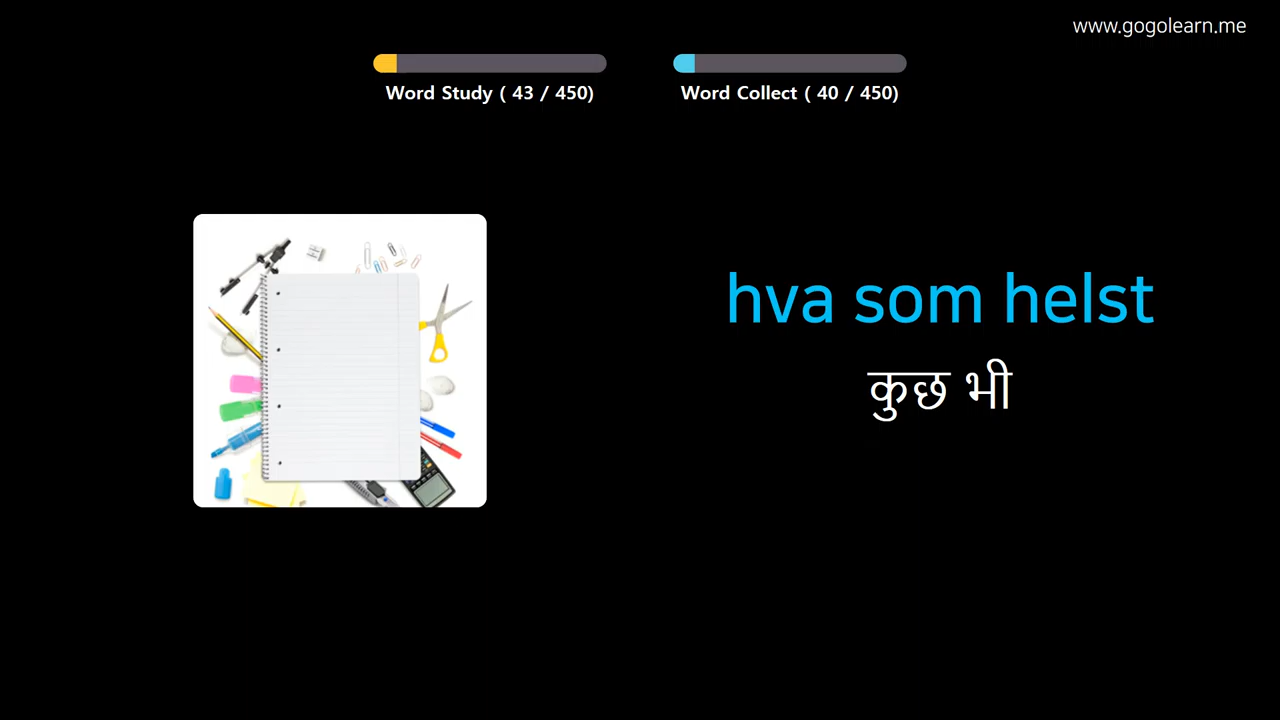 www.gogolearn.me
Word Study ( 43 / 450)
Word Collect ( 40 / 450)
hva som helst
कुछ भी